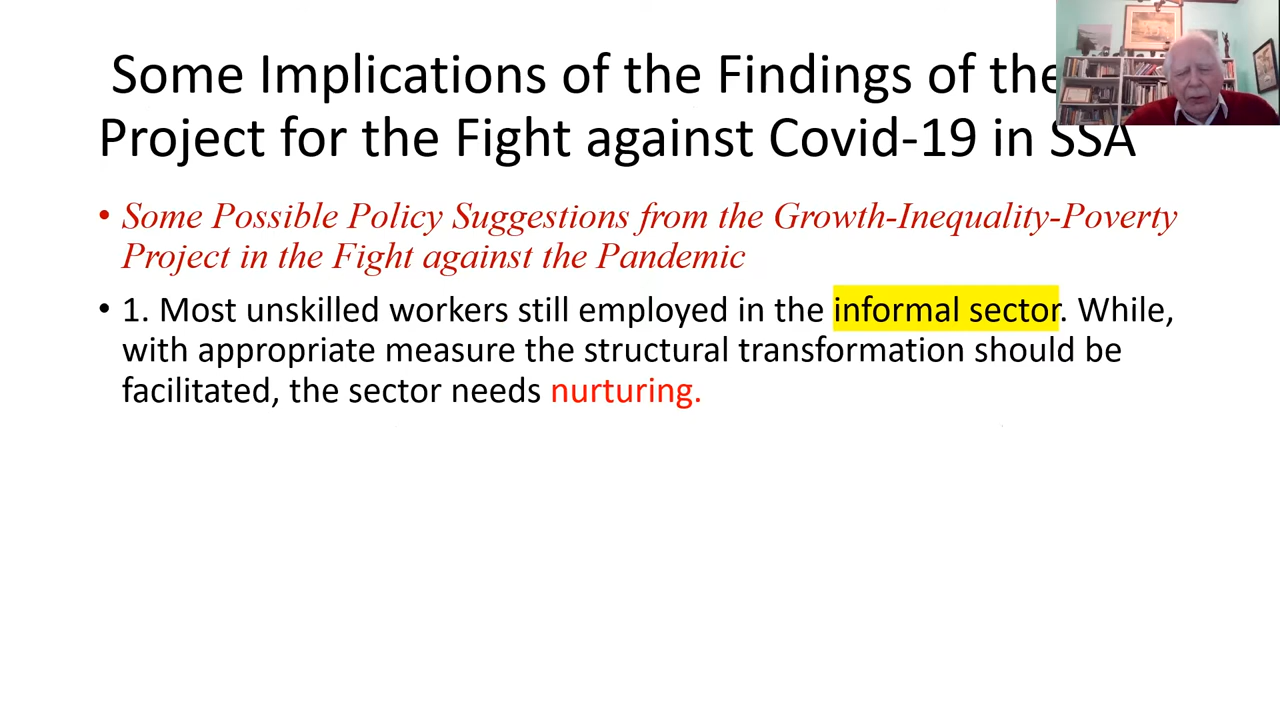 Some Implications of the Findings of the
Project for the Fight against Covid-19 in SSA
• Some Possible Policy Suggestions from the Growth-Inequality-Poverty
Project in the Fight against the Pandemic
• 1. Most unskilled workers still employed in the informal sector. While,
with appropriate measure the structural transformation should be
facilitated, the sector needs nurturing.